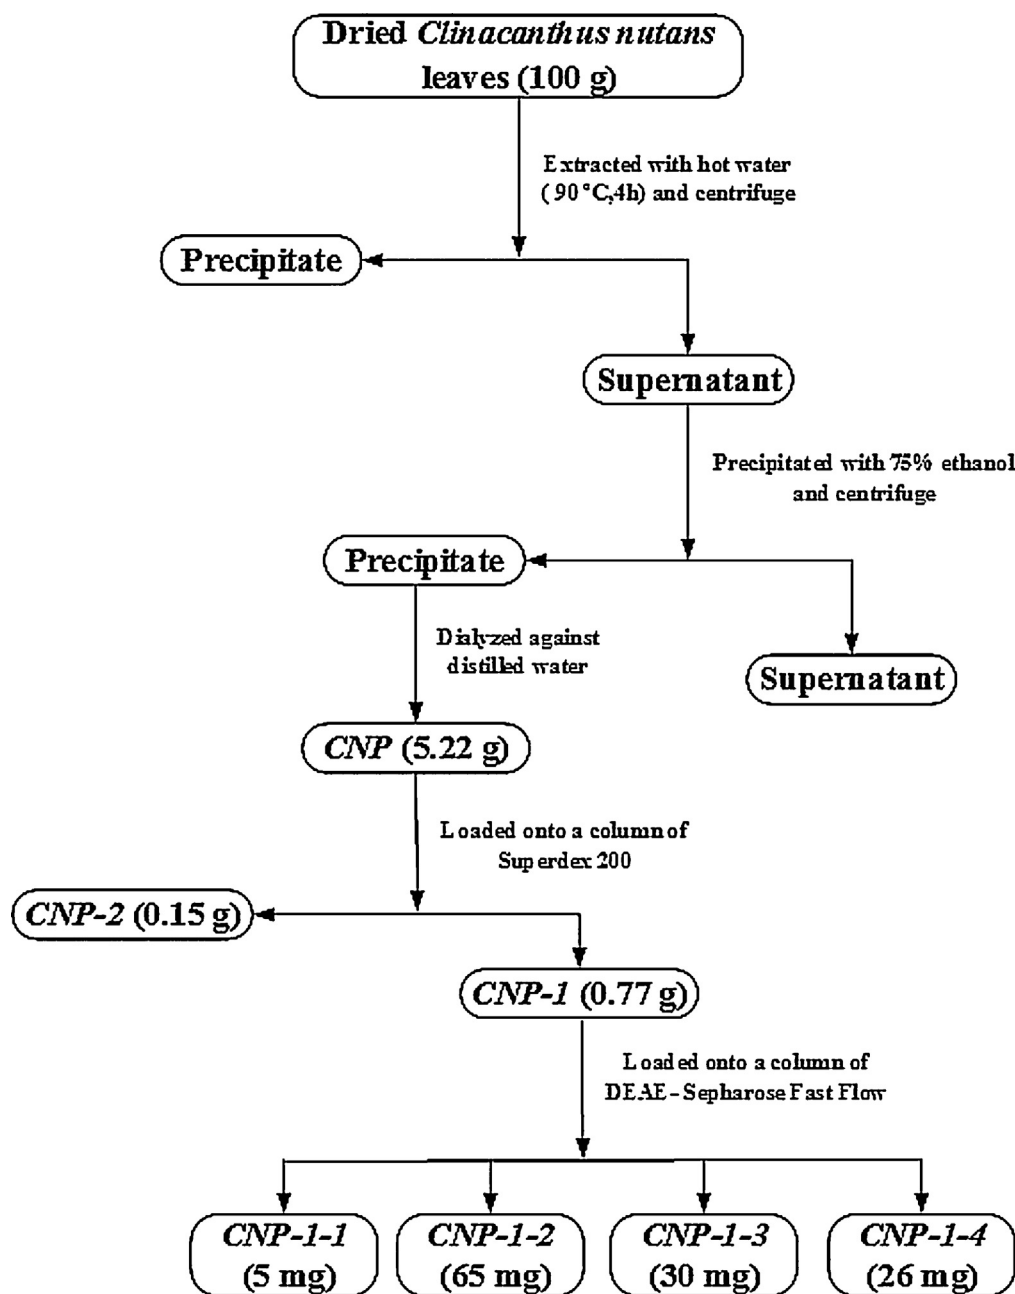 Dried Clinacanthus nutans
leaves (100 g)
Extracted with hot water
( 90 °C,4h) and centrifuge
Precipitate
Supernatant
Precipitated with 75% ethanol
and centrifuge
Precipitate
Dialyzed against
distilled water
Supernatant
CNP (5.22 g)
Loaded onto a column of
Superdex 200
CNP-2 (0.15 g)
CNP-1 (0.77 g)
Loaded onto a column of
DEAE-Sepharose Fast Flow
CNP-1-1
(5 mg)
CNP-1-2
(65 mg)
CNP-1-3
(30 mg)
CNP-1-4
(26 mg)